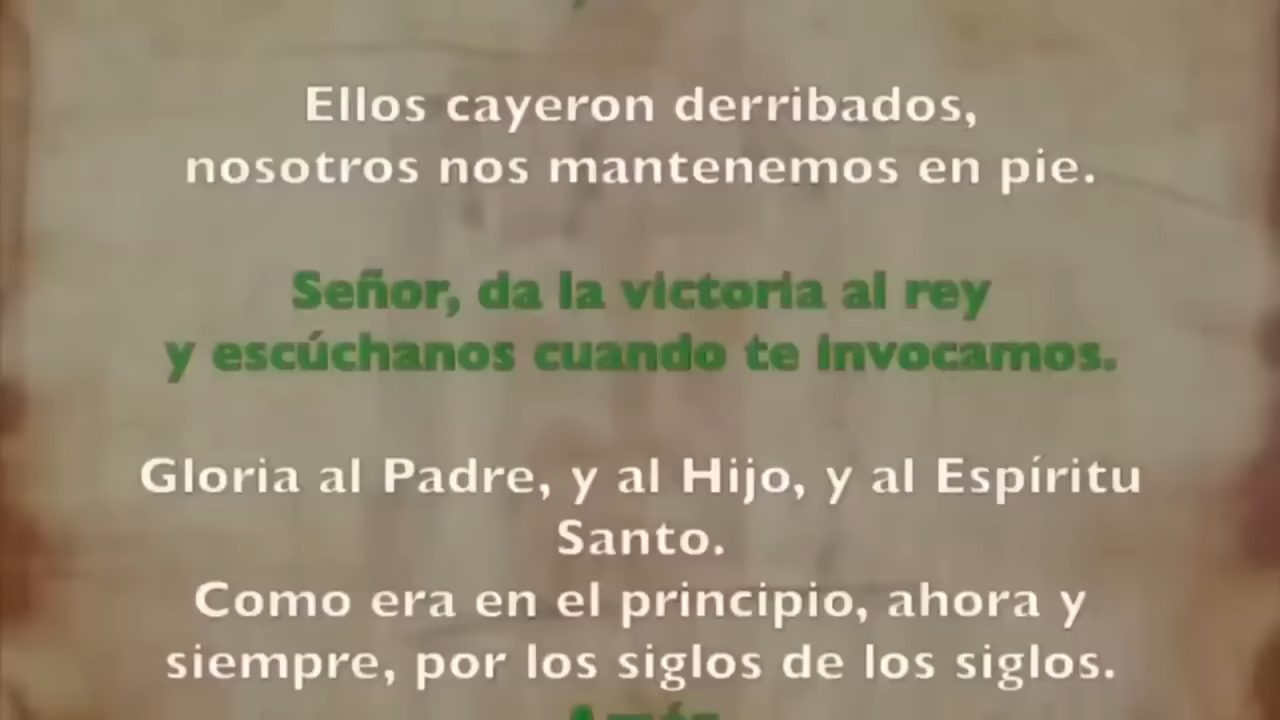 Ellos cayeron derribados,
nosotros nos mantenemos en pie.
Señor, da la victoria al rey
y escúchanos cuando te invocamos.
Gloria al Padre, y al Hijo, y al Espíritu
Santo.
Como era en el principio, ahora y
siempre, por los siglos de los siglos.